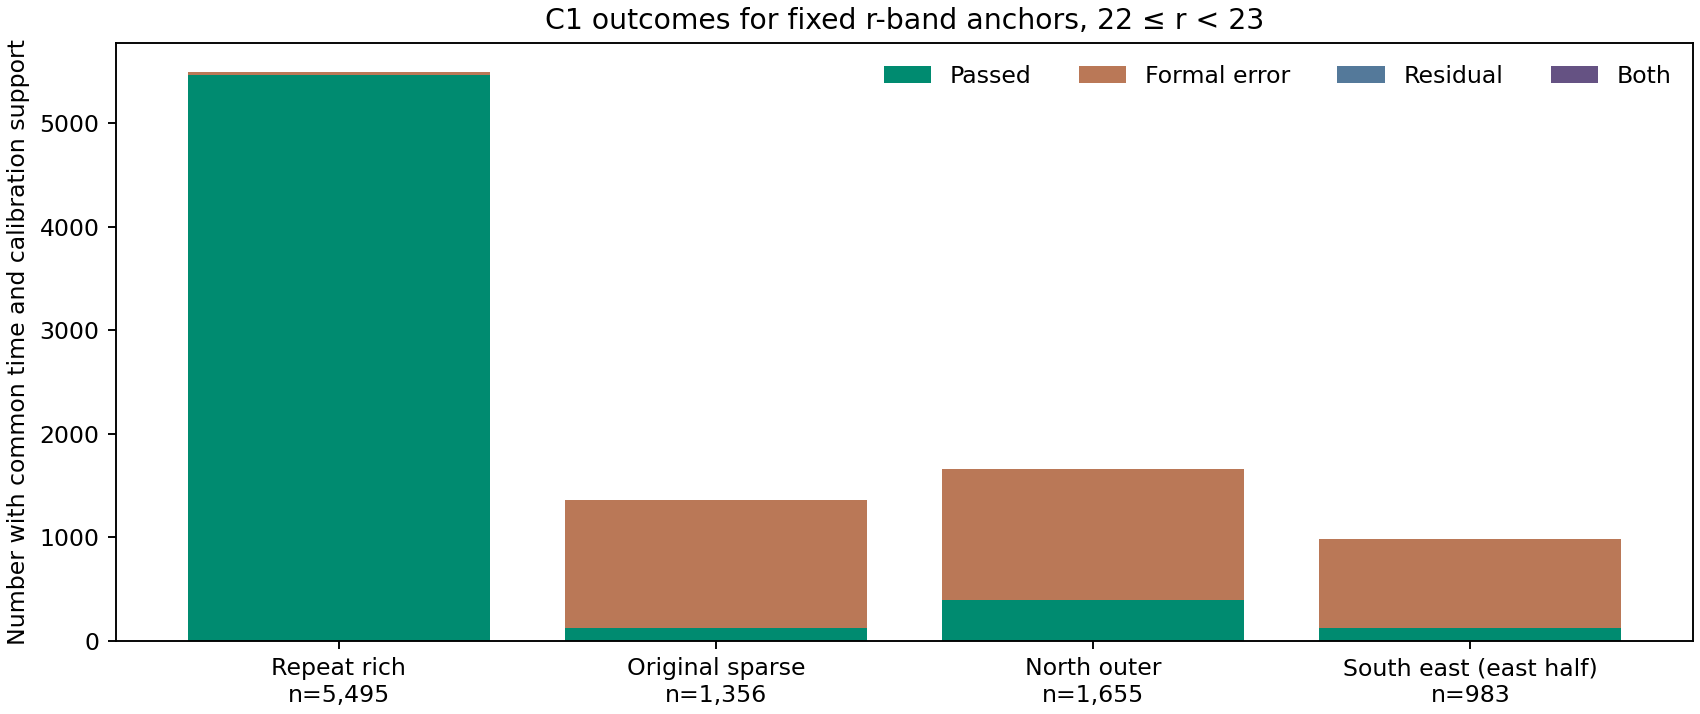 C1 outcomes for fixed r-band anchors, 22 ≤ r < 23
Number with common time and calibration support
Passed
Formal error
Residual
Both
5000
4000
3000
2000
1000
0
Repeat rich
n=5,495
Original sparse
n=1,356
North outer
n=1,655
South east (east half)
n=983